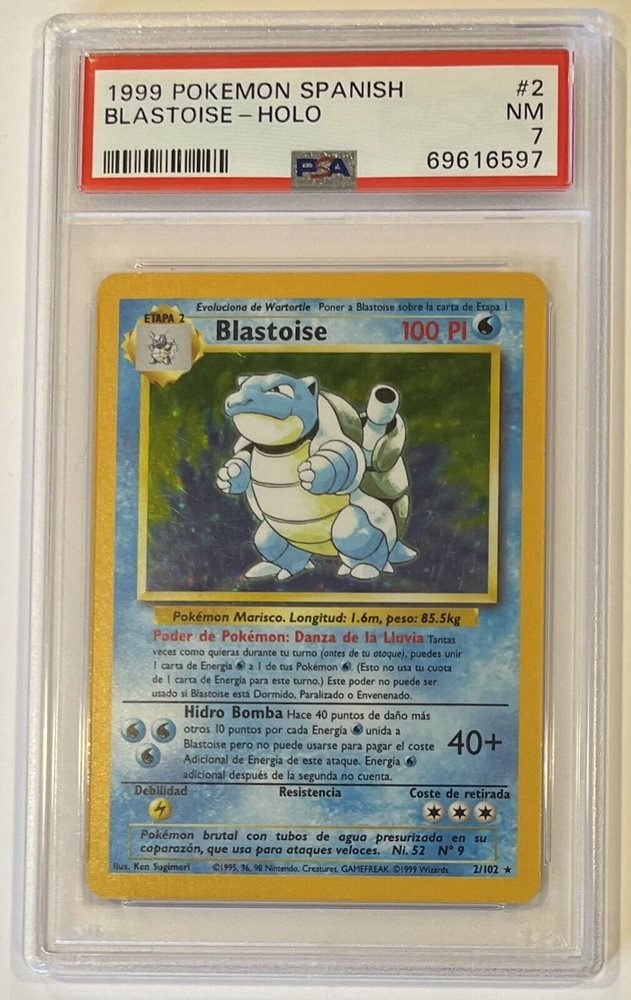 1999 POKEMON SPANISH #2
BLASTOISE – HOLO NM
7
PSA 69616597
Evoluciona de Wartortle Poner a Blastoise sobre la carta de Etapa 1
ETAPA 2
Blastoise 100 PI
Pokémon Marisco. Longitud: 1.6m, peso: 85.5kg
Poder de Pokémon: Danza de la Lluvia Tantas
veces como quieras durante tu turno (antes de tu ataque), puedes unir
1 carta de Energía a 1 de tus Pokémon . (Esto no usa tu cuota
de 1 carta de Energía para este turno.) Este poder no puede ser
usado si Blastoise está Dormido, Paralizado o Envenenado.
Hidro Bomba Hace 40 puntos de daño más
otros 10 puntos por cada Energía unida a
Blastoise pero no puede usarse para pagar el coste
Adicional de Energía de este ataque. Energía
adicional después de la segunda no cuenta.
40+
Debilidad Resistencia Coste de retirada
Pokémon brutal con tubos de agua presurizada en su
caparazón, que usa para ataques veloces. Ni. 52 N° 9
Ilus. Ken Sugimori ©1995, 96, 98 Nintendo, Creatures, GAMEFREAK. ©1999 Wizards. 2/102 ★